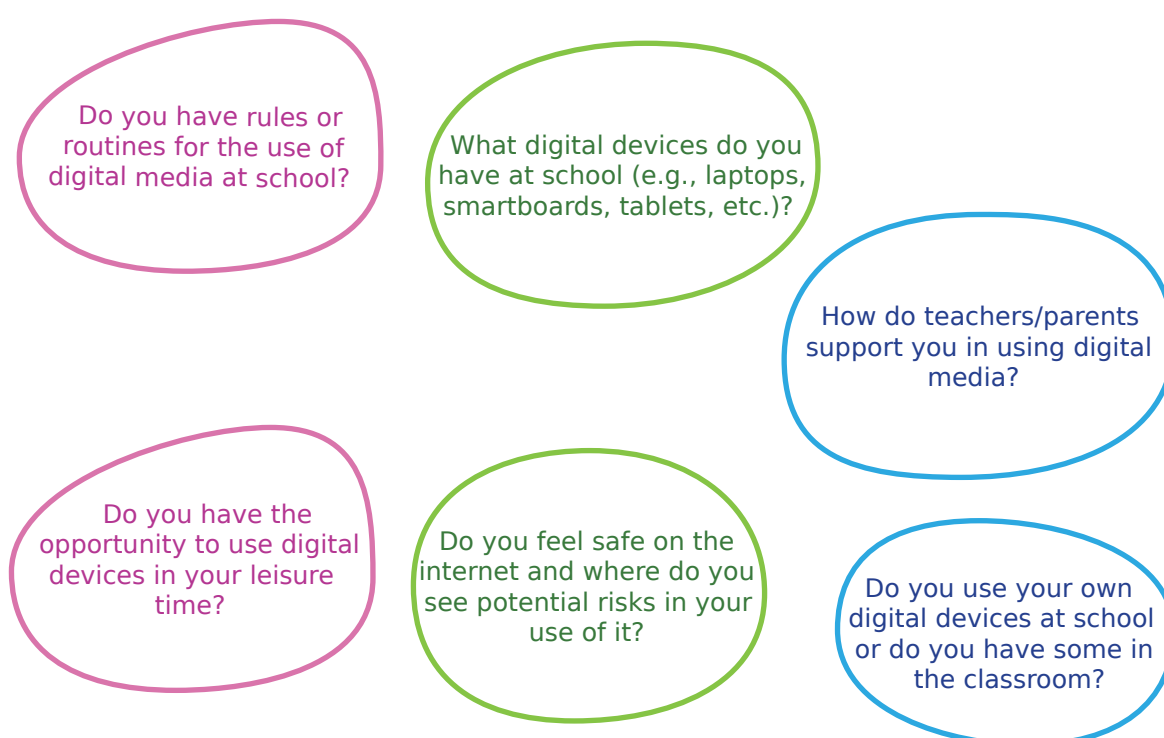 Do you have rules or
routines for the use of
digital media at school?
What digital devices do you
have at school (e.g., laptops,
smartboards, tablets, etc.)?
How do teachers/parents
support you in using digital
media?
Do you have the
opportunity to use digital
devices in your leisure
time?
Do you feel safe on the
internet and where do you
see potential risks in your
use of it?
Do you use your own
digital devices at school
or do you have some in
the classroom?